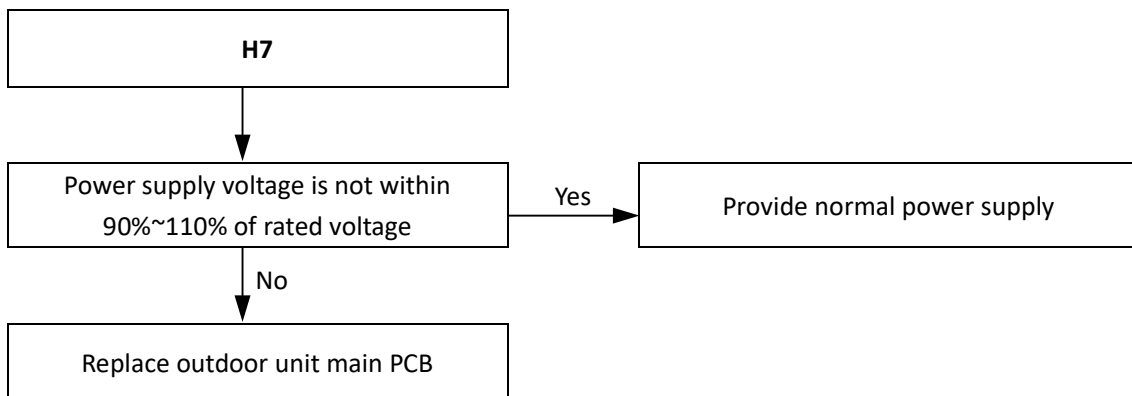 H7
Power supply voltage is not within
90%~110% of rated voltage
Yes
Provide normal power supply
No
Replace outdoor unit main PCB